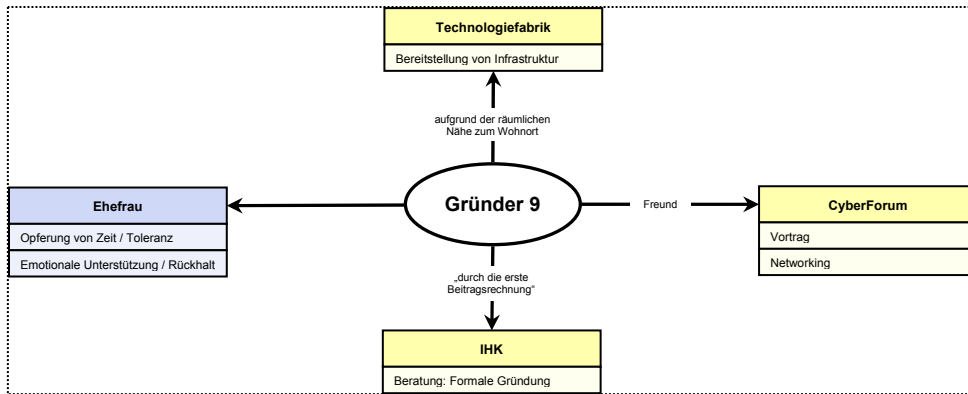 Technologiefabrik
Bereitstellung von Infrastruktur
aufgrund der räumlichen
Nähe zum Wohnort
Ehefrau
Opferung von Zeit / Toleranz
Emotionale Unterstützung / Rückhalt
Gründer 9
Freund
CyberForum
Vortrag
Networking
„durch die erste
Beitragsrechnung“
IHK
Beratung: Formale Gründung